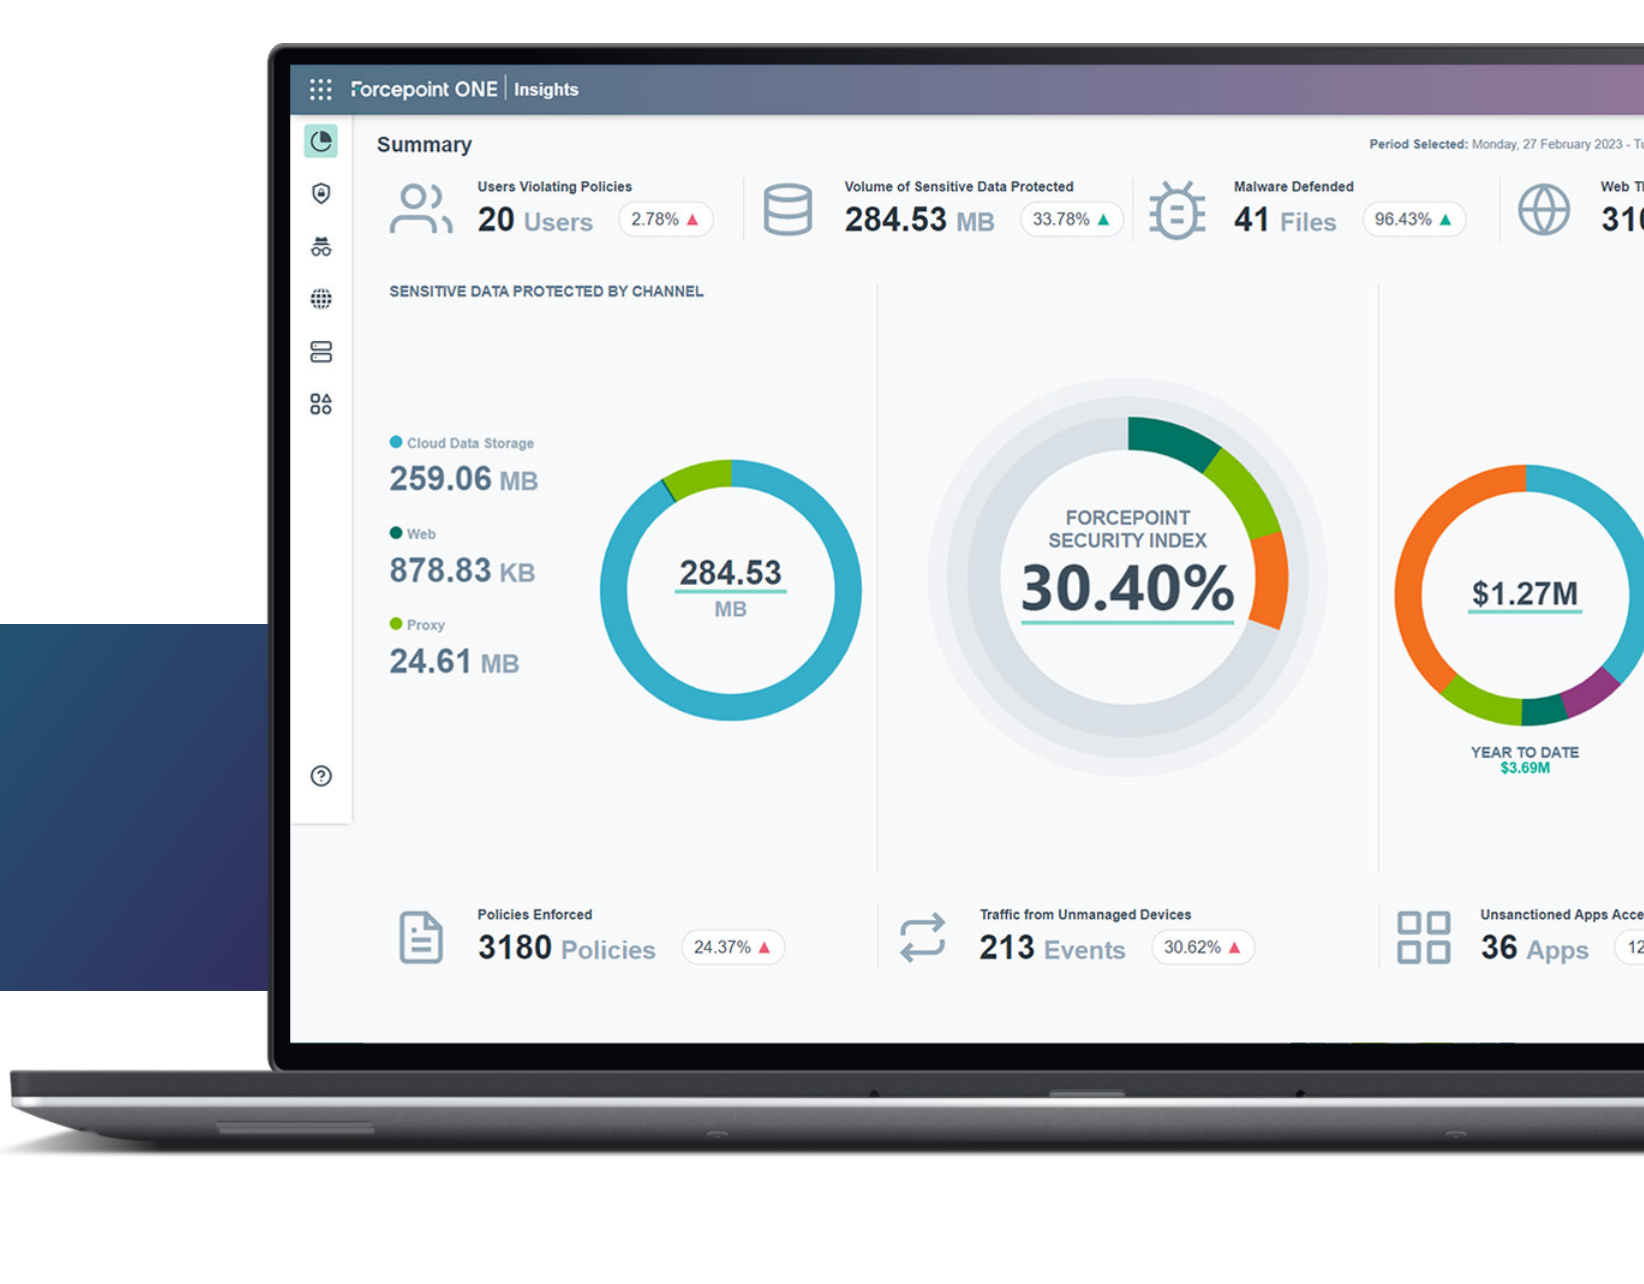 Forcepoint ONE | Insights
Summary
Period Selected: Monday, 27 February 2023 -
Users Violating Policies
20 Users 2.78% ▲
Volume of Sensitive Data Protected
284.53 MB 33.78% ▲
Malware Defended
41 Files 96.43% ▲
Web
SENSITIVE DATA PROTECTED BY CHANNEL
Cloud Data Storage
259.06 MB
Web
878.83 KB
Proxy
24.61 MB
284.53
MB
FORCEPOINT
SECURITY INDEX
30.40%
$1.27M
YEAR TO DATE
$3.69M
Policies Enforced
3180 Policies 24.37% ▲
Traffic from Unmanaged Devices
213 Events 30.62% ▲
Unsanctioned Apps
36 Apps